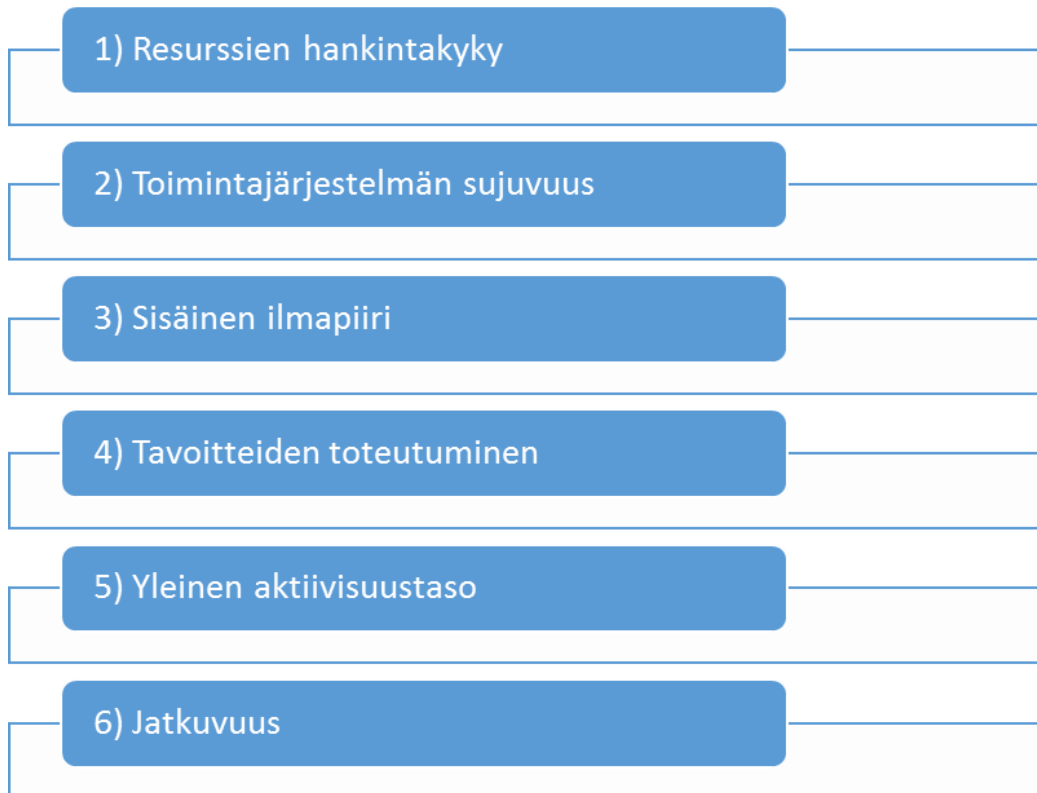 1) Resurssien hankintakyky
2) Toimintajärjestelmän sujuvuus
3) Sisäinen ilmapiiri
4) Tavoitteiden toteutuminen
5) Yleinen aktiivisuustaso
6) Jatkuvuus